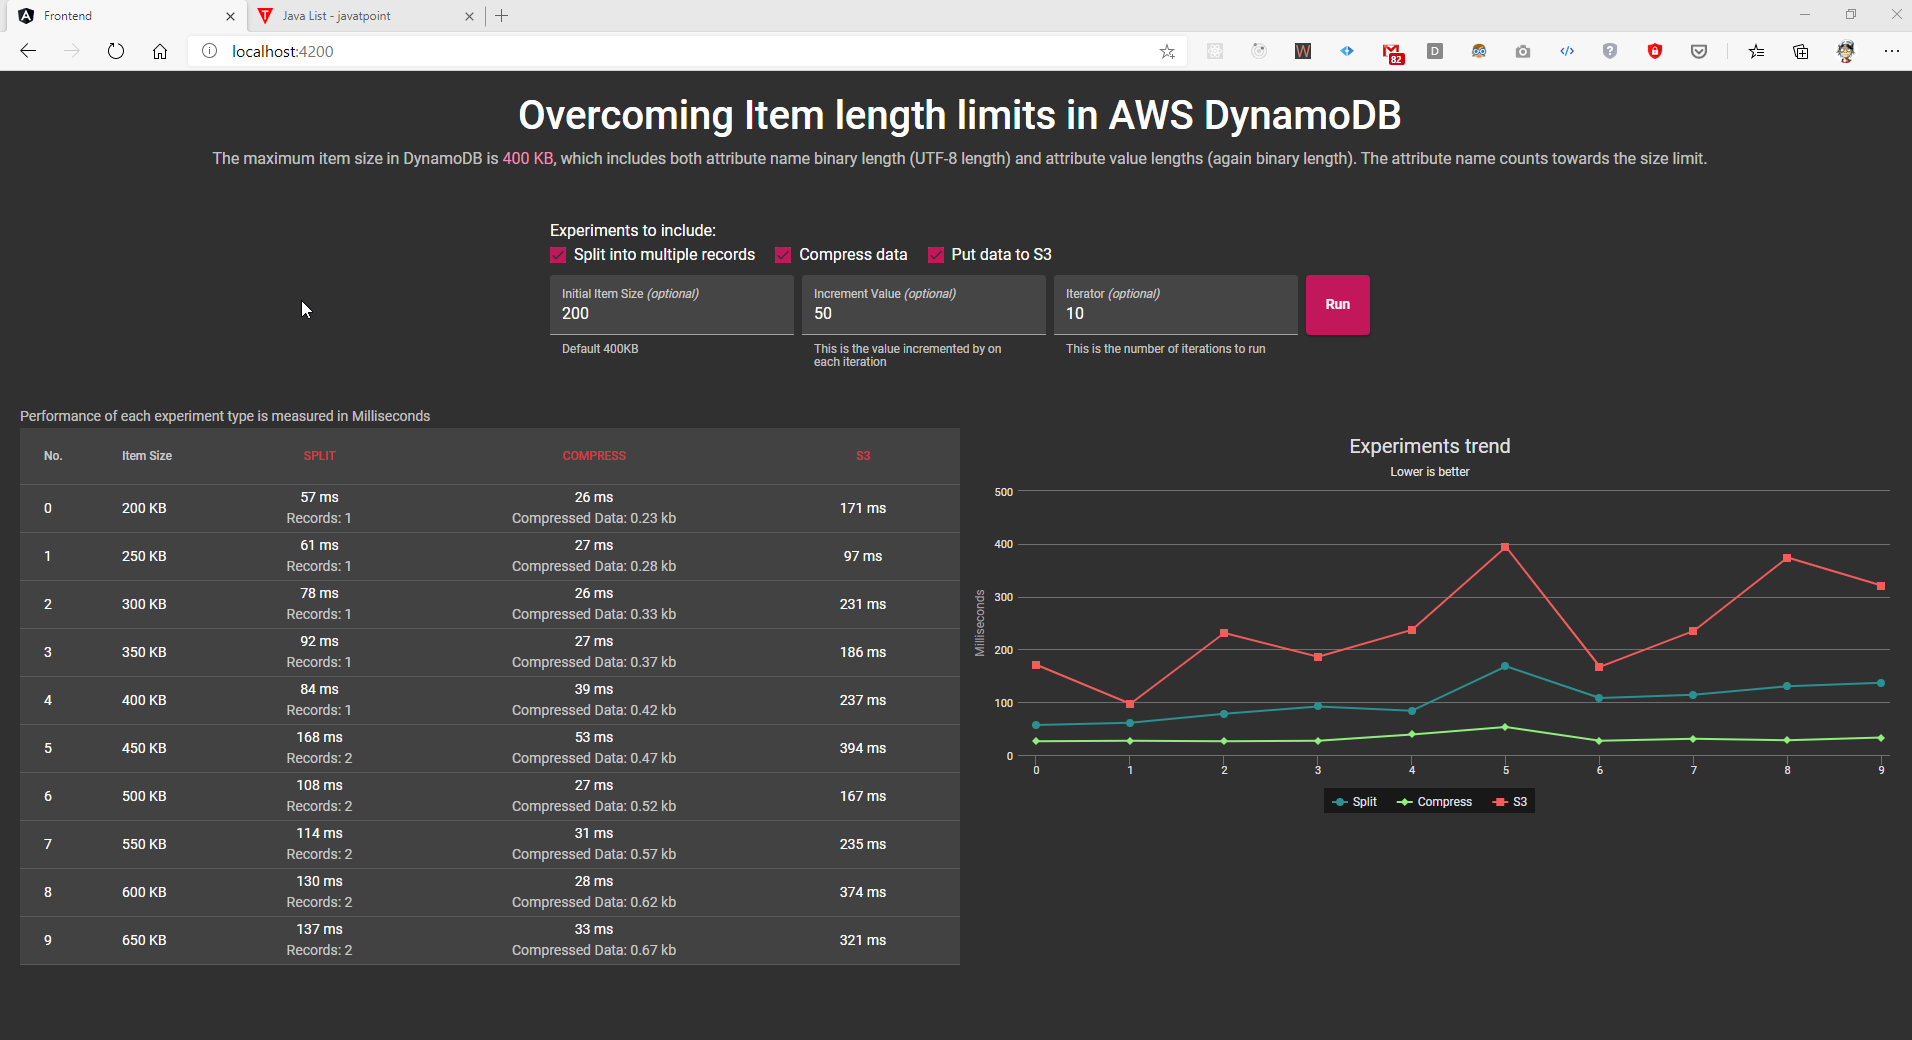 Frontend
Java List - javatpoint
localhost:4200
W
82
D
Overcoming Item length limits in AWS DynamoDB
The maximum item size in DynamoDB is 400 KB, which includes both attribute name binary length (UTF-8 length) and attribute value lengths (again binary length). The attribute name counts towards the size limit.
Experiments to include:
Split into multiple records Compress data Put data to S3
Initial Item Size (optional)
200
Default 400KB
Increment Value (optional)
50
This is the value incremented by on
each iteration
Iterator (optional)
10
This is the number of iterations to run
Run
Performance of each experiment type is measured in Milliseconds
No. Item Size SPLIT COMPRESS S3
0 200 KB 57 ms 26 ms 171 ms
Records: 1 Compressed Data: 0.23 kb
1 250 KB 61 ms 27 ms 97 ms
Records: 1 Compressed Data: 0.28 kb
2 300 KB 78 ms 26 ms 231 ms
Records: 1 Compressed Data: 0.33 kb
3 350 KB 92 ms 27 ms 186 ms
Records: 1 Compressed Data: 0.37 kb
4 400 KB 84 ms 39 ms 237 ms
Records: 1 Compressed Data: 0.42 kb
5 450 KB 168 ms 53 ms 394 ms
Records: 2 Compressed Data: 0.47 kb
6 500 KB 108 ms 27 ms 167 ms
Records: 2 Compressed Data: 0.52 kb
7 550 KB 114 ms 31 ms 235 ms
Records: 2 Compressed Data: 0.57 kb
8 600 KB 130 ms 28 ms 374 ms
Records: 2 Compressed Data: 0.62 kb
9 650 KB 137 ms 33 ms 321 ms
Records: 2 Compressed Data: 0.67 kb
Experiments trend
Lower is better
Milliseconds
500
400
300
200
100
0
0 1 2 3 4 5 6 7 8 9
Split Compress S3